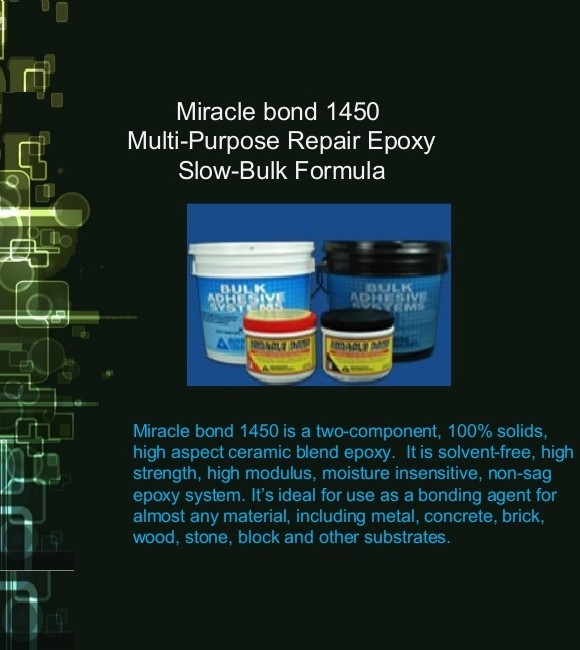 Miracle bond 1450
Multi-Purpose Repair Epoxy
Slow-Bulk Formula
BULK
ADHESIVE
SYSTEMS
BULK
ADHESIVE
SYSTEMS
Miracle bond 1450 is a two-component, 100% solids,
high aspect ceramic blend epoxy.  It is solvent-free, high
strength, high modulus, moisture insensitive, non-sag
epoxy system. It’s ideal for use as a bonding agent for
almost any material, including metal, concrete, brick,
wood, stone, block and other substrates.